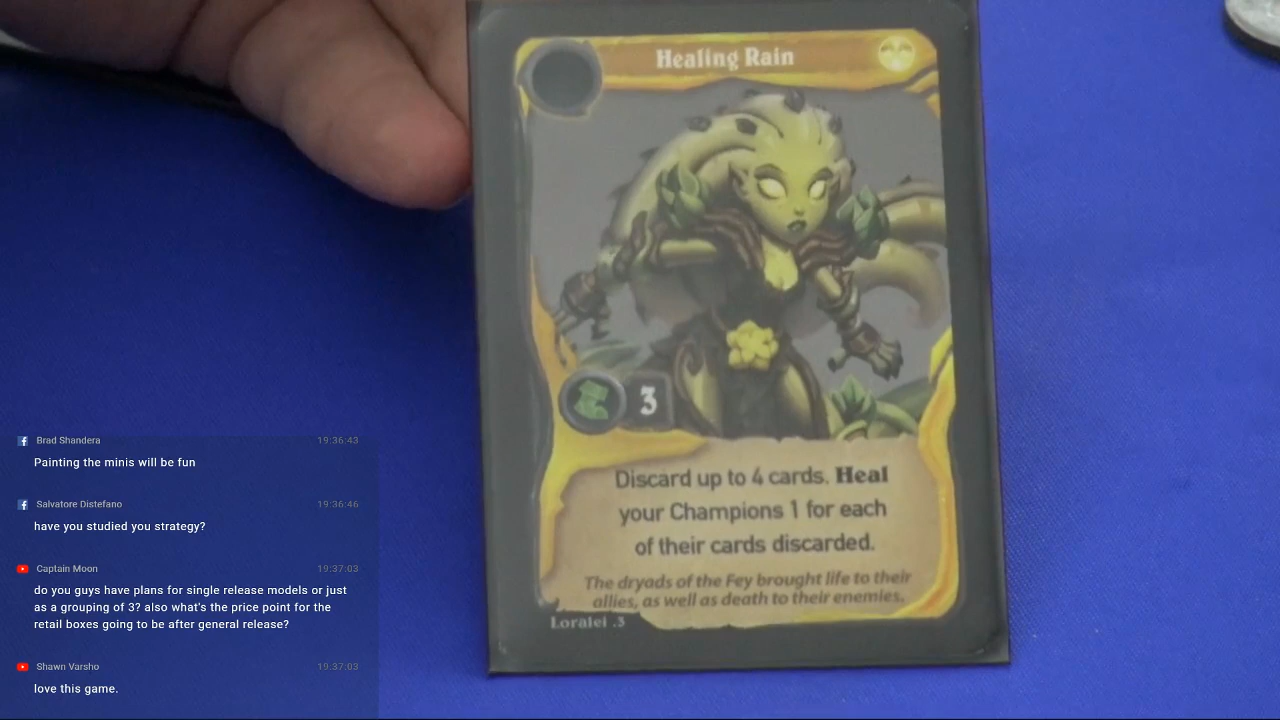 Healing Rain
3
Discard up to 4 cards. Heal
your Champions 1 for each
of their cards discarded.
The dryads of the Fey brought life to their
allies, as well as death to their enemies.
Loralei .3
Brad Shandera 19:36:43
Painting the minis will be fun
Salvatore Distefano 19:36:46
have you studied you strategy?
Captain Moon 19:37:03
do you guys have plans for single release models or just
as a grouping of 3? also what's the price point for the
retail boxes going to be after general release?
Shawn Varsho 19:37:03
love this game.